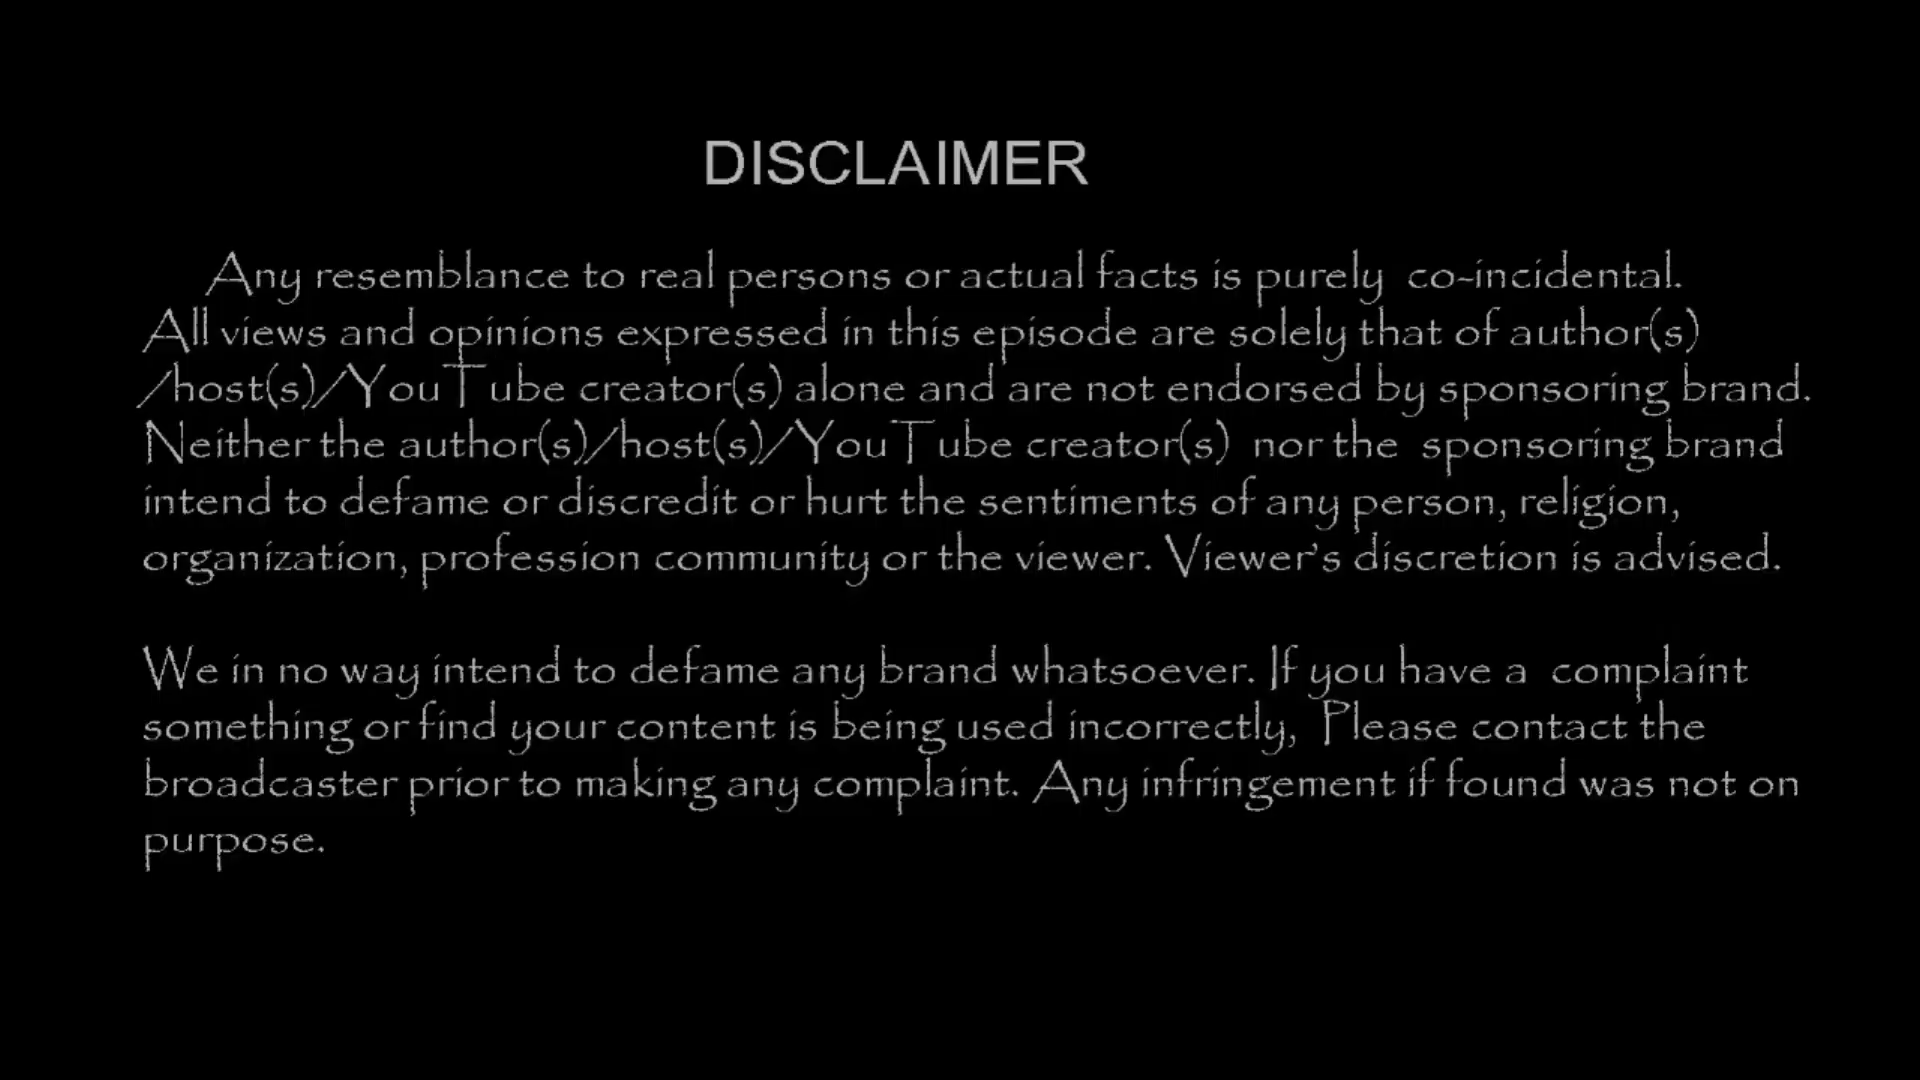 DISCLAIMER
Any resemblance to real persons or actual facts is purely co-incidental.
All views and opinions expressed in this episode are solely that of author(s)
/host(s)/YouTube creator(s) alone and are not endorsed by sponsoring brand.
Neither the author(s)/host(s)/YouTube creator(s) nor the sponsoring brand
intend to defame or discredit or hurt the sentiments of any person, religion,
organization, profession community or the viewer. Viewer's discretion is advised.
We in no way intend to defame any brand whatsoever. If you have a complaint
something or find your content is being used incorrectly, Please contact the
broadcaster prior to making any complaint. Any infringement if found was not on
purpose.